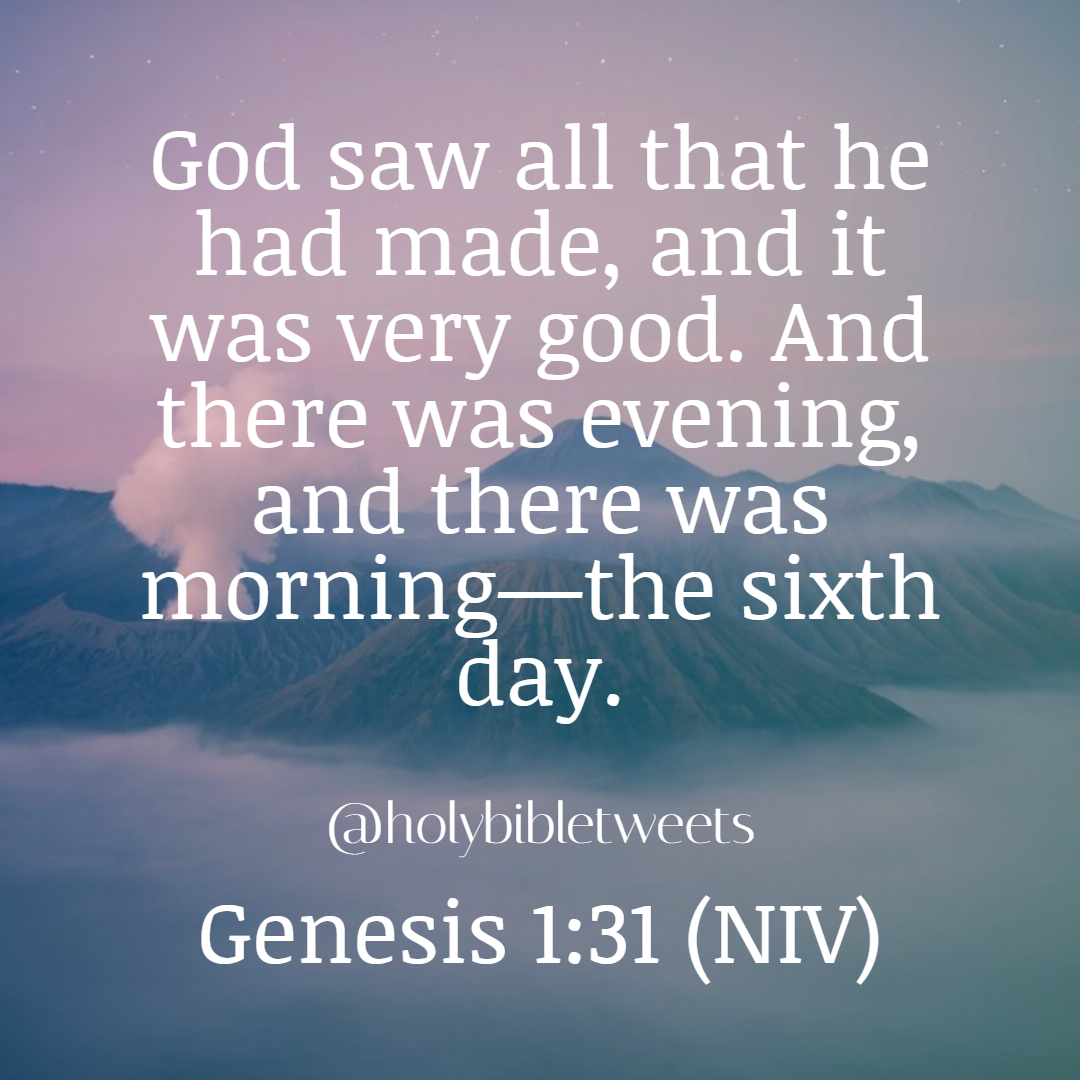 God saw all that he
had made, and it
was very good. And
there was evening,
and there was
morning—the sixth
day.
@holybibletweets
Genesis 1:31 (NIV)